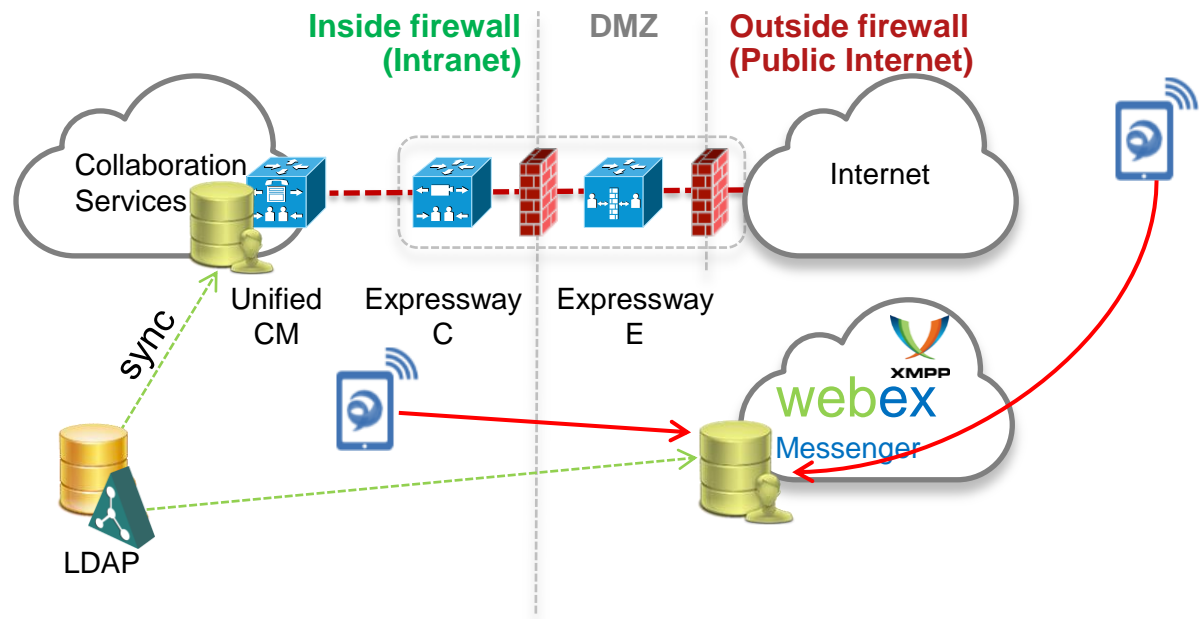 Inside firewall
(Intranet)
DMZ
Outside firewall
(Public Internet)
Collaboration
Services
Internet
Unified
CM
Expressway
C
Expressway
E
sync
XMPP
webex
Messenger
LDAP